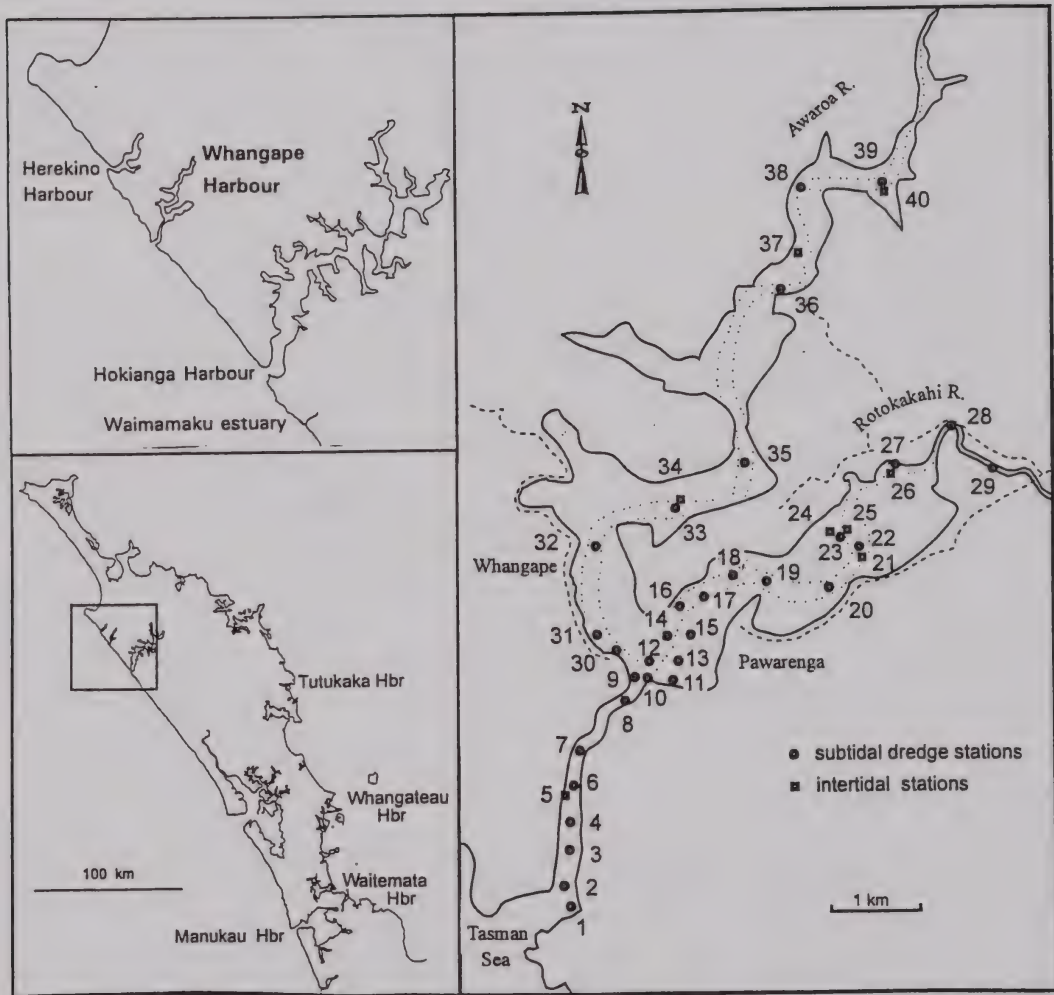 Herekino
Harbour
Whangape
Harbour
Hokianga Harbour
Waimamaku estuary
Tutukaka Hbr
Whangateau
Hbr
Waitemata
Hbr
Manukau Hbr
100 km
N
Awaroa R.
39
38
40
37
36
Rotokakahi R.
28
27
35
34
26
29
24
25
33
32
22
23
Whangape
18
21
19
16
17
20
14
15
31
12
13
Pawarenga
30
9
10
11
8
7
subtidal dredge stations
6
5
intertidal stations
4
3
2
1 km
1
Tasman
Sea